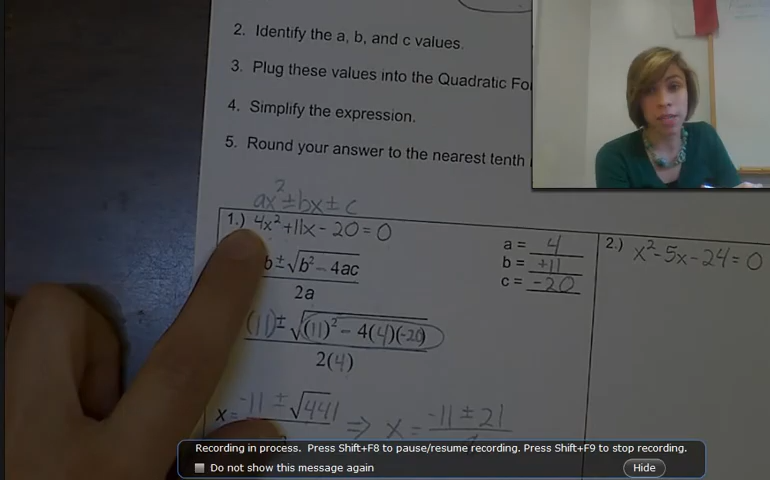 2. Identify the a, b, and c values.
3. Plug these values into the Quadratic Fo
4. Simplify the expression.
5. Round your answer to the nearest tenth
ax² ± bx ± c
1.) 4x² + 11x - 20 = 0
b ± √b² - 4ac
2a
(11) ± √(11)² - 4(4)(-20)
2(4)
x = -11 ± √441 ⇒ x = -11 ± 21
a = 4
b = +11
c = -20
2.) x² - 5x - 24 = 0
Recording in process. Press Shift+F8 to pause/resume recording. Press Shift+F9 to stop recording.
Do not show this message again
Hide